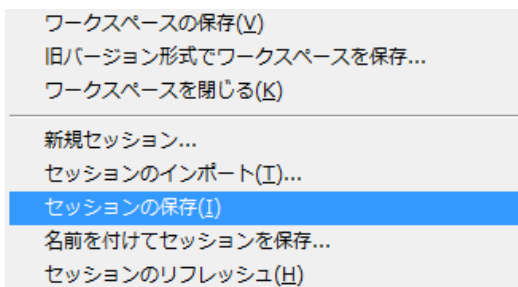 ワークスペースの保存(V)
旧バージョン形式でワークスペースを保存...
ワークスペースを閉じる(K)
新規セッション...
セッションのインポート(T)...
セッションの保存(I)
名前を付けてセッションを保存...
セッションのリフレッシュ(H)